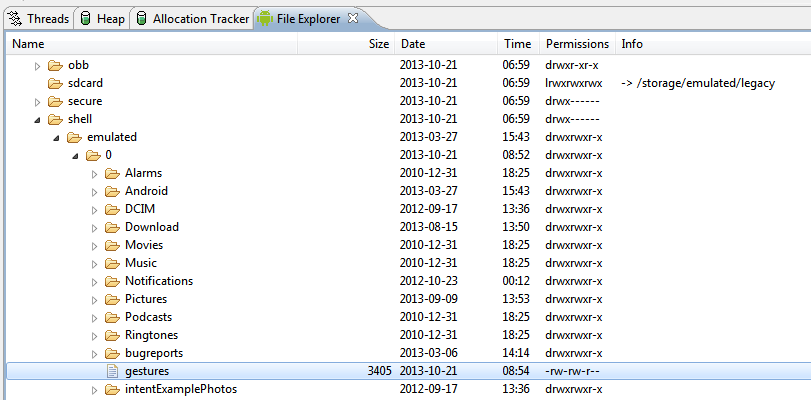 Threads Heap Allocation Tracker File Explorer
Name Size Date Time Permissions Info
obb 2013-10-21 06:59 drwxr-xr-x
sdcard 2013-10-21 06:59 lrwxrwxrwx -> /storage/emulated/legacy
secure 2013-10-21 06:59 drwx------
shell 2013-10-21 06:59 drwx------
emulated 2013-03-27 15:43 drwxrwxr-x
0 2013-10-21 08:52 drwxrwxr-x
Alarms 2010-12-31 18:25 drwxrwxr-x
Android 2013-03-27 15:43 drwxrwxr-x
DCIM 2012-09-17 13:36 drwxrwxr-x
Download 2013-08-15 13:50 drwxrwxr-x
Movies 2010-12-31 18:25 drwxrwxr-x
Music 2010-12-31 18:25 drwxrwxr-x
Notifications 2012-10-23 00:12 drwxrwxr-x
Pictures 2013-09-09 13:53 drwxrwxr-x
Podcasts 2010-12-31 18:25 drwxrwxr-x
Ringtones 2010-12-31 18:25 drwxrwxr-x
bugreports 2013-03-06 14:14 drwxrwxr-x
gestures 3405 2013-10-21 08:54 -rw-rw-r--
intentExamplePhotos 2012-09-17 13:36 drwxrwxr-x